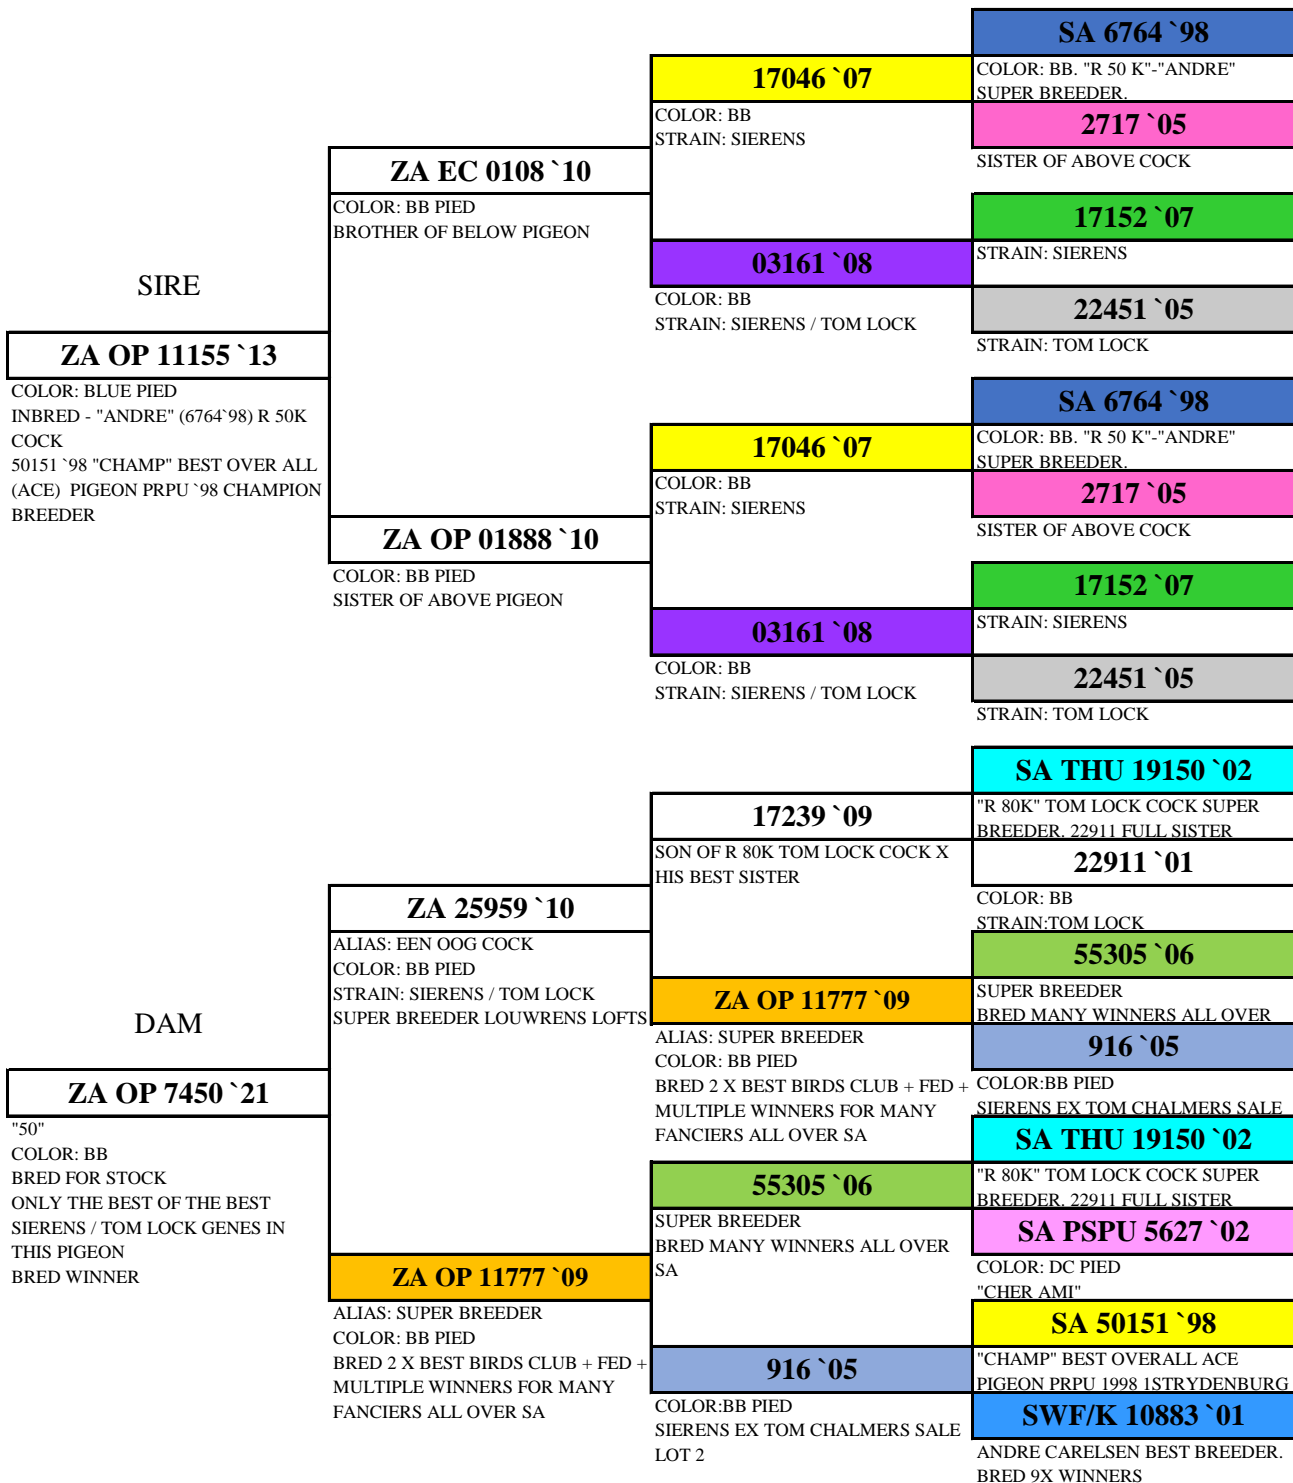 SIRE
ZA OP 11155 `13
COLOR: BLUE PIED
INBRED - "ANDRE" (6764`98) R 50K
COCK
50151 `98 "CHAMP" BEST OVER ALL
(ACE)  PIGEON PRPU `98 CHAMPION
BREEDER
ZA EC 0108 `10
COLOR: BB PIED
BROTHER OF BELOW PIGEON
ZA OP 01888 `10
COLOR: BB PIED
SISTER OF ABOVE PIGEON
17046 `07
COLOR: BB
STRAIN: SIERENS
03161 `08
COLOR: BB
STRAIN: SIERENS / TOM LOCK
17046 `07
COLOR: BB
STRAIN: SIERENS
03161 `08
COLOR: BB
STRAIN: SIERENS / TOM LOCK
SA 6764 `98
COLOR: BB. "R 50 K"-"ANDRE"
SUPER BREEDER.
2717 `05
SISTER OF ABOVE COCK
17152 `07
STRAIN: SIERENS
22451 `05
STRAIN: TOM LOCK
SA 6764 `98
COLOR: BB. "R 50 K"-"ANDRE"
SUPER BREEDER.
2717 `05
SISTER OF ABOVE COCK
17152 `07
STRAIN: SIERENS
22451 `05
STRAIN: TOM LOCK
DAM
ZA OP 7450 `21
"50"
COLOR: BB
BRED FOR STOCK
ONLY THE BEST OF THE BEST
SIERENS / TOM LOCK GENES IN
THIS PIGEON
BRED WINNER
ZA 25959 `10
ALIAS: EEN OOG COCK
COLOR: BB PIED
STRAIN: SIERENS / TOM LOCK
SUPER BREEDER LOUWRENS LOFTS
ZA OP 11777 `09
ALIAS: SUPER BREEDER
COLOR: BB PIED
BRED 2 X BEST BIRDS CLUB + FED +
MULTIPLE WINNERS FOR MANY
FANCIERS ALL OVER SA
17239 `09
SON OF R 80K TOM LOCK COCK X
HIS BEST SISTER
ZA OP 11777 `09
ALIAS: SUPER BREEDER
COLOR: BB PIED
BRED 2 X BEST BIRDS CLUB + FED +
MULTIPLE WINNERS FOR MANY
FANCIERS ALL OVER SA
55305 `06
SUPER BREEDER
BRED MANY WINNERS ALL OVER
SA
916 `05
COLOR:BB PIED
SIERENS EX TOM CHALMERS SALE
LOT 2
SA THU 19150 `02
"R 80K" TOM LOCK COCK SUPER
BREEDER. 22911 FULL SISTER
22911 `01
COLOR: BB
STRAIN:TOM LOCK
55305 `06
SUPER BREEDER
BRED MANY WINNERS ALL OVER
916 `05
COLOR:BB PIED
SIERENS EX TOM CHALMERS SALE
SA THU 19150 `02
"R 80K" TOM LOCK COCK SUPER
BREEDER. 22911 FULL SISTER
SA PSPU 5627 `02
COLOR: DC PIED
"CHER AMI"
SA 50151 `98
"CHAMP" BEST OVERALL ACE
PIGEON PRPU 1998 1STRYDENBURG
SWF/K 10883 `01
ANDRE CARELSEN BEST BREEDER.
BRED 9X WINNERS